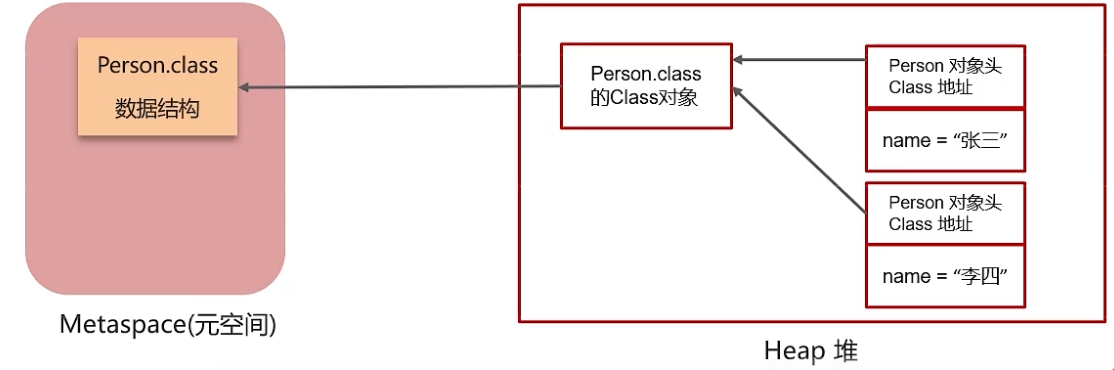 Person.class
数据结构
Metaspace(元空间)
Person.class
的Class对象
Person 对象头
Class 地址
name = “张三”
Person 对象头
Class 地址
name = “李四”
Heap 堆